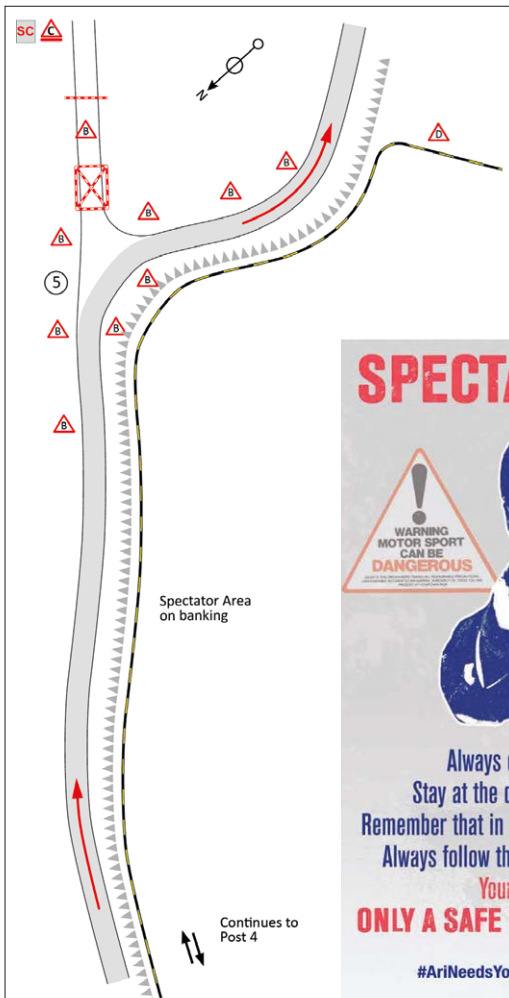 SC
C
B
N
D
B
B
B
B
B
5
B
B
B
Spectator Area
on banking
Continues to
Post 4
SPECTA
WARNING
MOTOR SPORT
CAN BE
DANGEROUS
Always
Stay at the
Remember that in
Always follow th
You
ONLY A SAFE
#AriNeedsYo